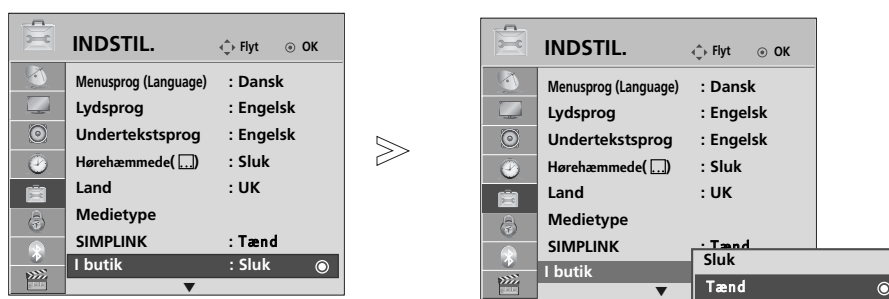 INDSTIL. Flyt OK
Menusprog (Language) : Dansk
Lydsprog : Engelsk
Undertekstsprog : Engelsk
Hørehæmmede( ) : Sluk
Land : UK
Medietype
SIMPLINK : Tænd
I butik : Sluk
INDSTIL. Flyt OK
Menusprog (Language) : Dansk
Lydsprog : Engelsk
Undertekstsprog : Engelsk
Hørehæmmede( ) : Sluk
Land : UK
Medietype
SIMPLINK : Tænd
I butik
Sluk
Tænd